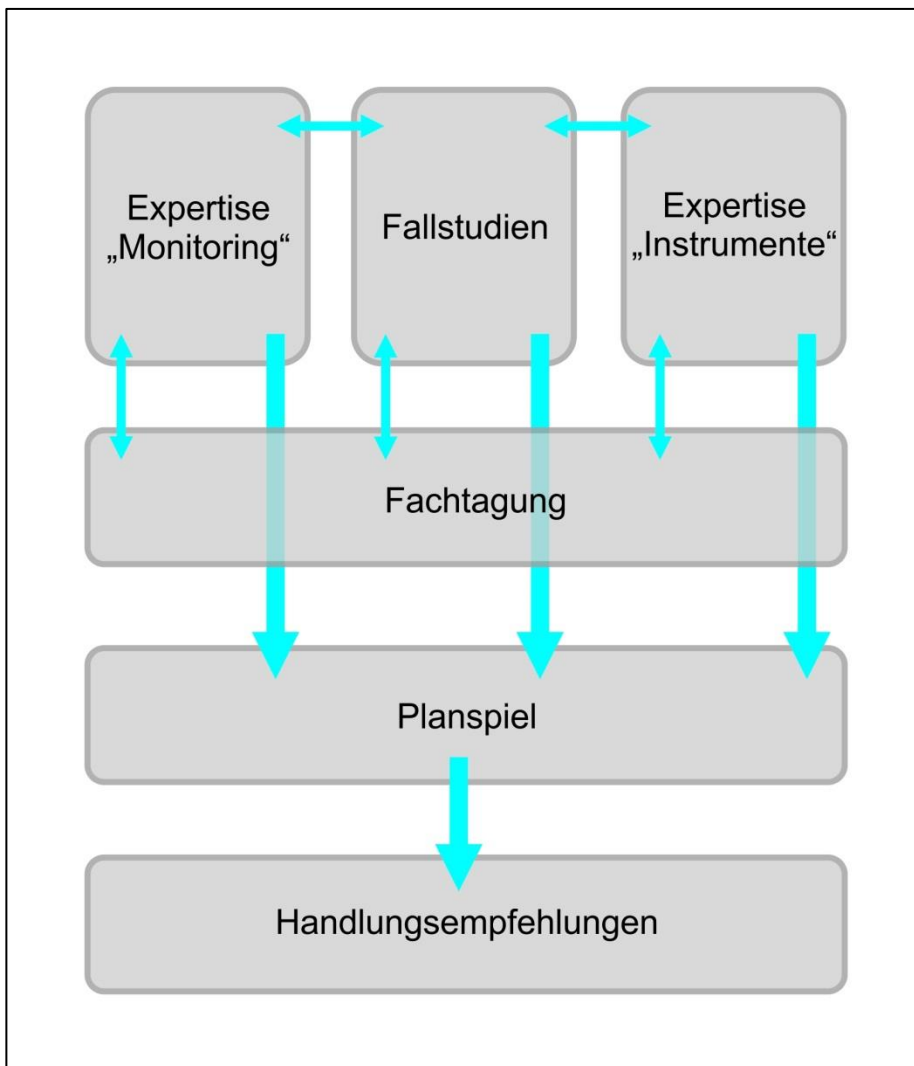 Expertise
„Monitoring“
Fallstudien
Expertise
„Instrumente“
Fachtagung
Planspiel
Handlungsempfehlungen